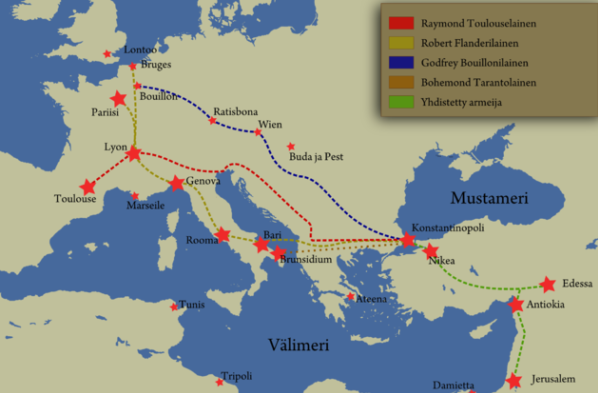 Raymond Toulouselainen
Robert Flanderilainen
Godfrey Bouillonilainen
Bohemond Tarantolainen
Yhdistetty armeija
Lontoo
Bruges
Bouillon
Pariisi
Ratisbona
Wien
Lyon
Buda ja Pest
Genova
Toulouse
Marseile
Mustameri
Konstantinopoli
Rooma
Bari
Brunsidium
Nikea
Edessa
Ateena
Tunis
Antiokia
Välimeri
Tripoli
Damietta
Jerusalem